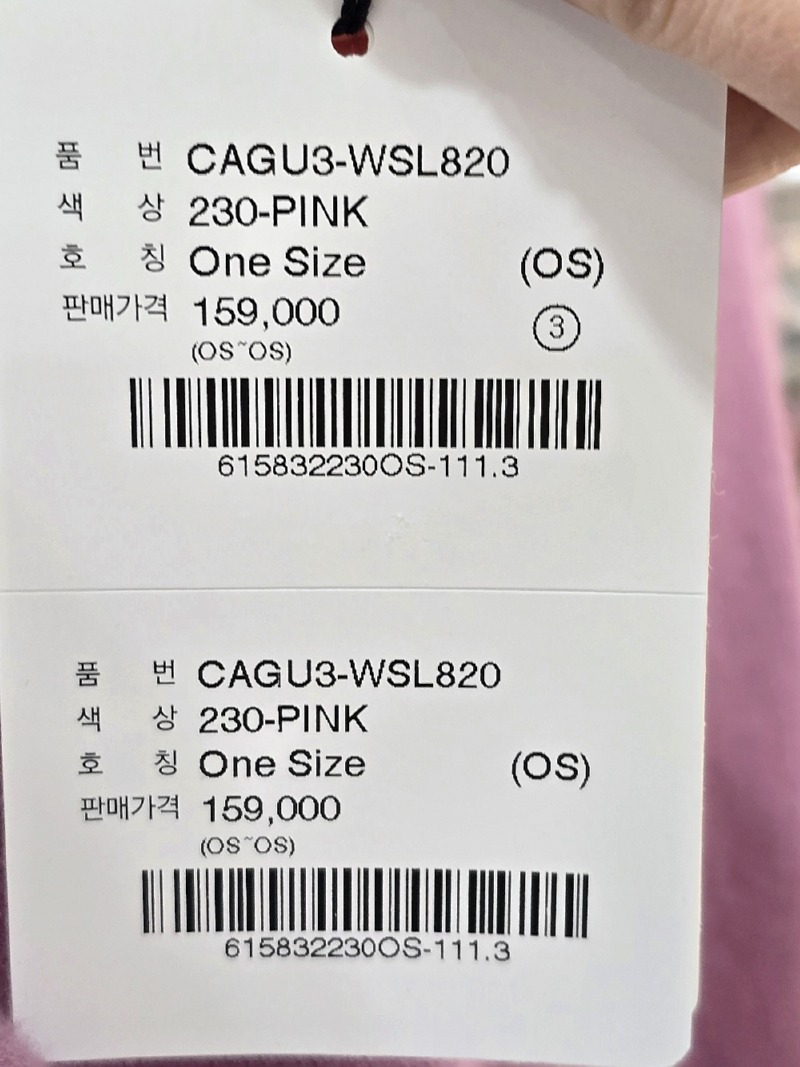 품 번 CAGU3-WSL820
색 상 230-PINK
호 칭 One Size (OS)
판매가격 159,000 ③
(OS~OS)
615832230OS-111.3
품 번 CAGU3-WSL820
색 상 230-PINK
호 칭 One Size (OS)
판매가격 159,000
(OS~OS)
615832230OS-111.3